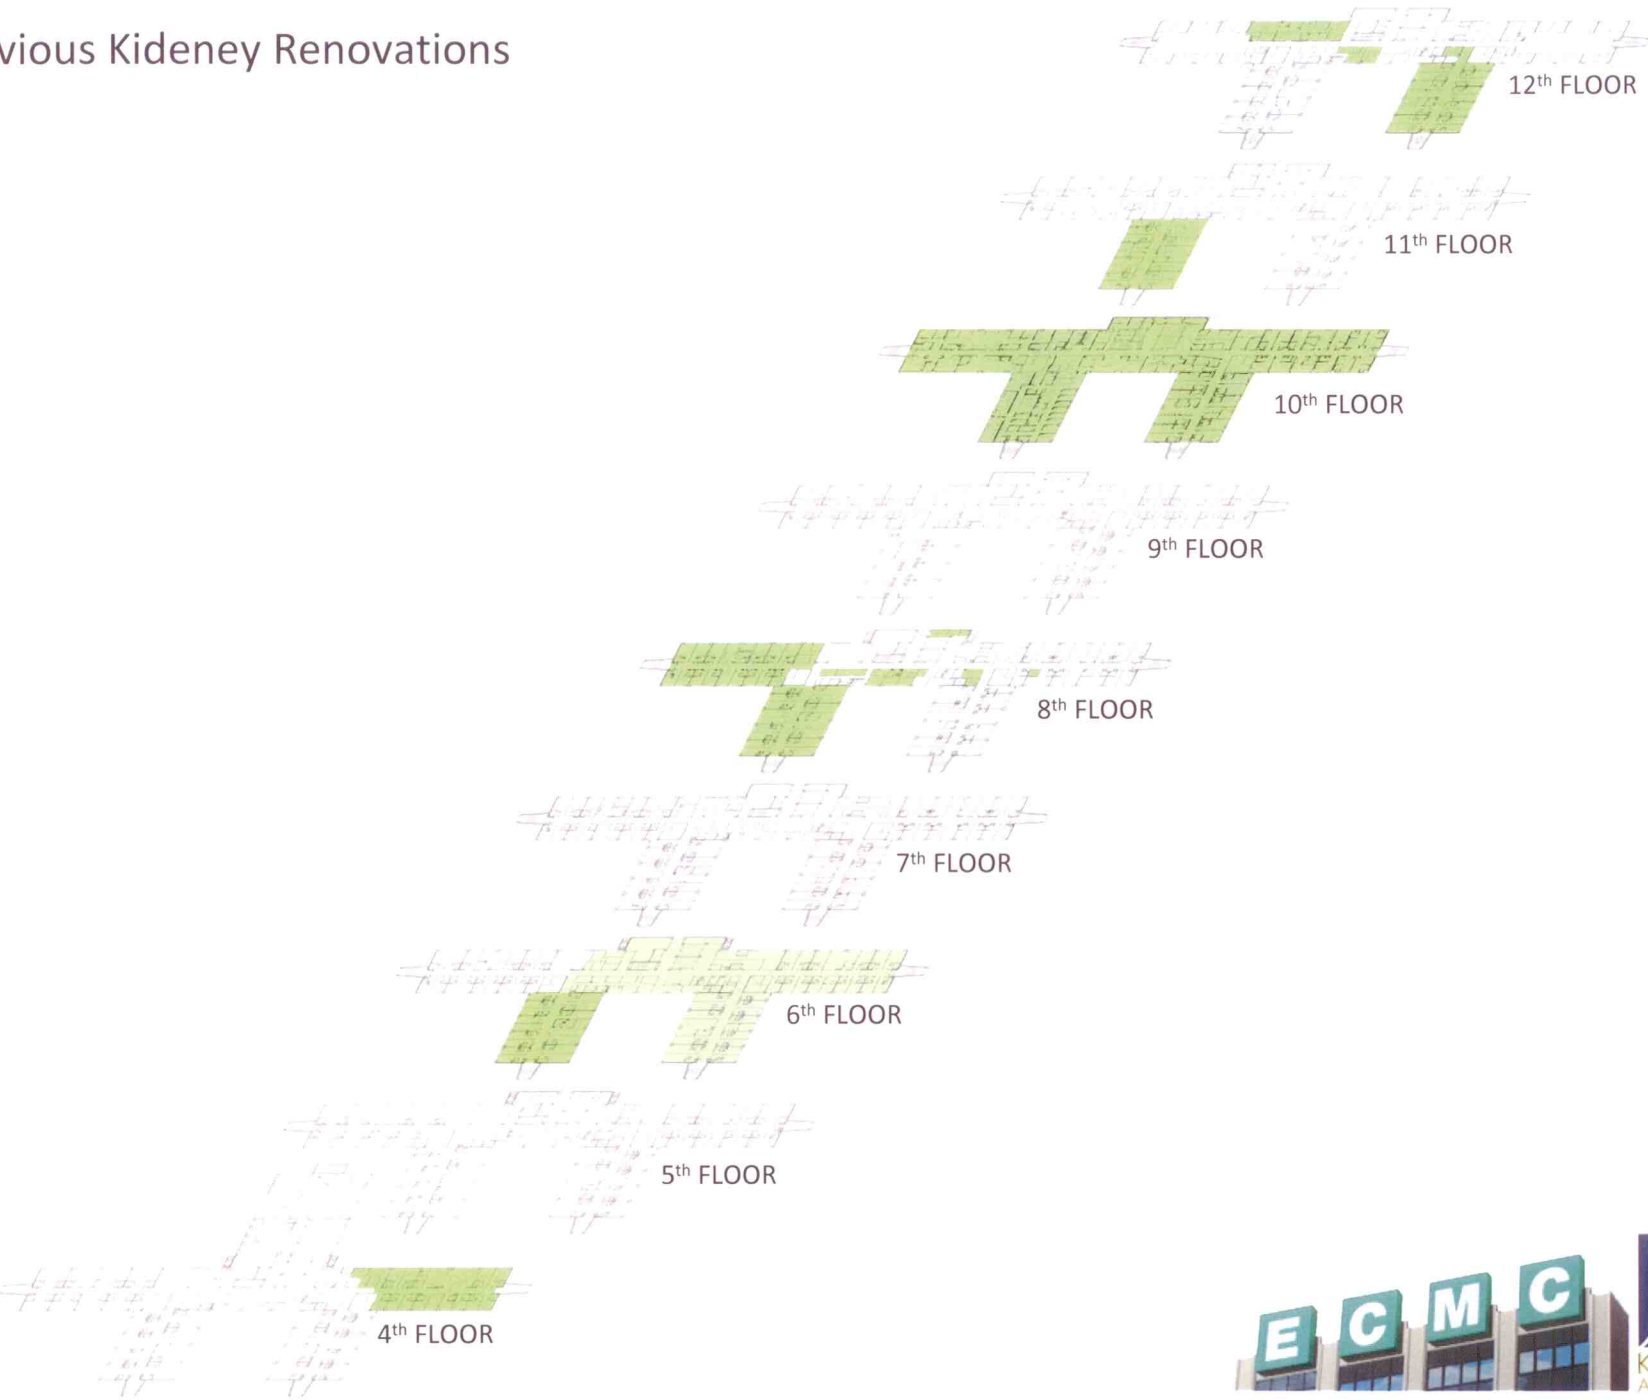 vious Kideney Renovations
12th FLOOR
11th FLOOR
10th FLOOR
9th FLOOR
8th FLOOR
7th FLOOR
6th FLOOR
5th FLOOR
4th FLOOR
E C M C